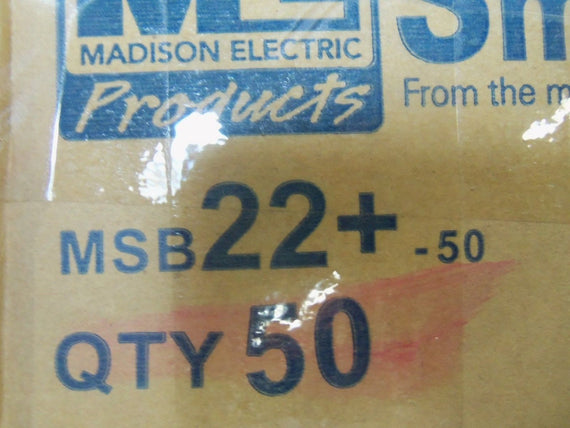 MADISON ELECTRIC
Products
From the
MSB22+-50
QTY 50